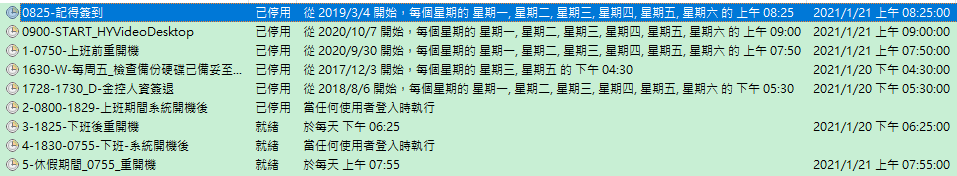 0825-記得簽到 已停用 從 2019/3/4 開始，每個星期的 星期一, 星期二, 星期三, 星期四, 星期五, 星期六 的 上午 08:25 2021/1/21 上午 08:25:00
0900-START_HYVideoDesktop 已停用 從 2020/10/7 開始，每個星期的 星期一, 星期二, 星期三, 星期四, 星期五, 星期六 的 上午 09:00 2021/1/21 上午 09:00:00
1-0750-上班前重開機 已停用 從 2020/9/30 開始，每個星期的 星期一, 星期二, 星期三, 星期四, 星期五, 星期六 的 上午 07:50 2021/1/21 上午 07:50:00
1630-W-每周五_檢查備份硬碟已備妥至... 已停用 從 2017/12/3 開始，每個星期的 星期三, 星期五 的 下午 04:30 2021/1/20 下午 04:30:00
1728-1730_D-金控人資簽退 已停用 從 2018/8/6 開始，每個星期的 星期一, 星期二, 星期三, 星期四, 星期五, 星期六 的 下午 05:30 2021/1/20 下午 05:30:00
2-0800-1829-上班期間系統開機後 已停用 當任何使用者登入時執行
3-1825-下班後重開機 就緒 於每天 下午 06:25 2021/1/20 下午 06:25:00
4-1830-0755-下班-系統開機後 就緒 當任何使用者登入時執行
5-休假期間_0755_重開機 就緒 於每天 上午 07:55 2021/1/21 上午 07:55:00